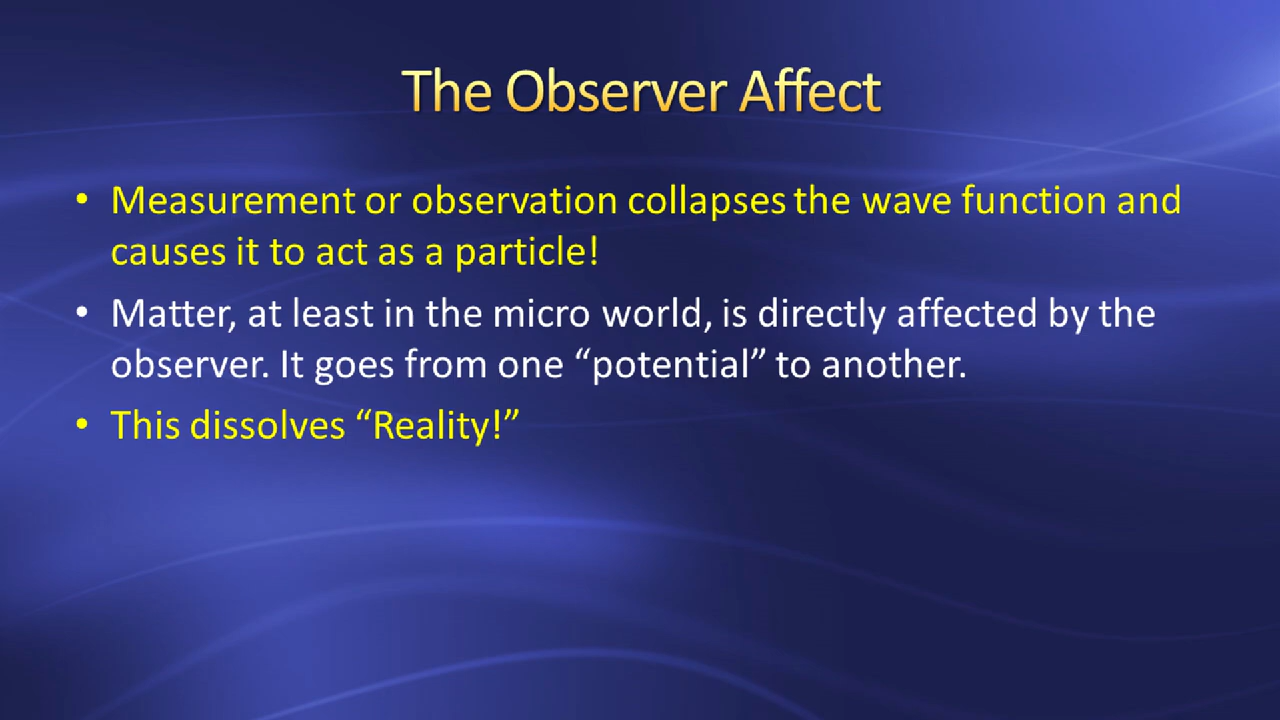 The Observer Affect
• Measurement or observation collapses the wave function and
causes it to act as a particle!
• Matter, at least in the micro world, is directly affected by the
observer. It goes from one “potential” to another.
• This dissolves “Reality!”